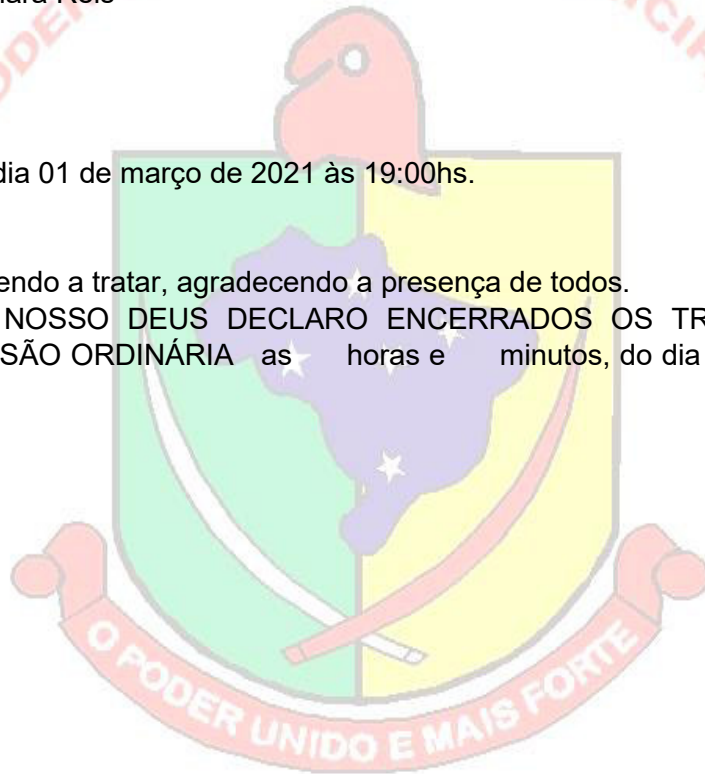 dia 01 de março de 2021 às 19:00hs.
endo a tratar, agradecendo a presença de todos.
NOSSO DEUS DECLARO ENCERRADOS OS TR
SÃO ORDINÁRIA as horas e minutos, do dia
O PODER UNIDO E MAIS FORTE